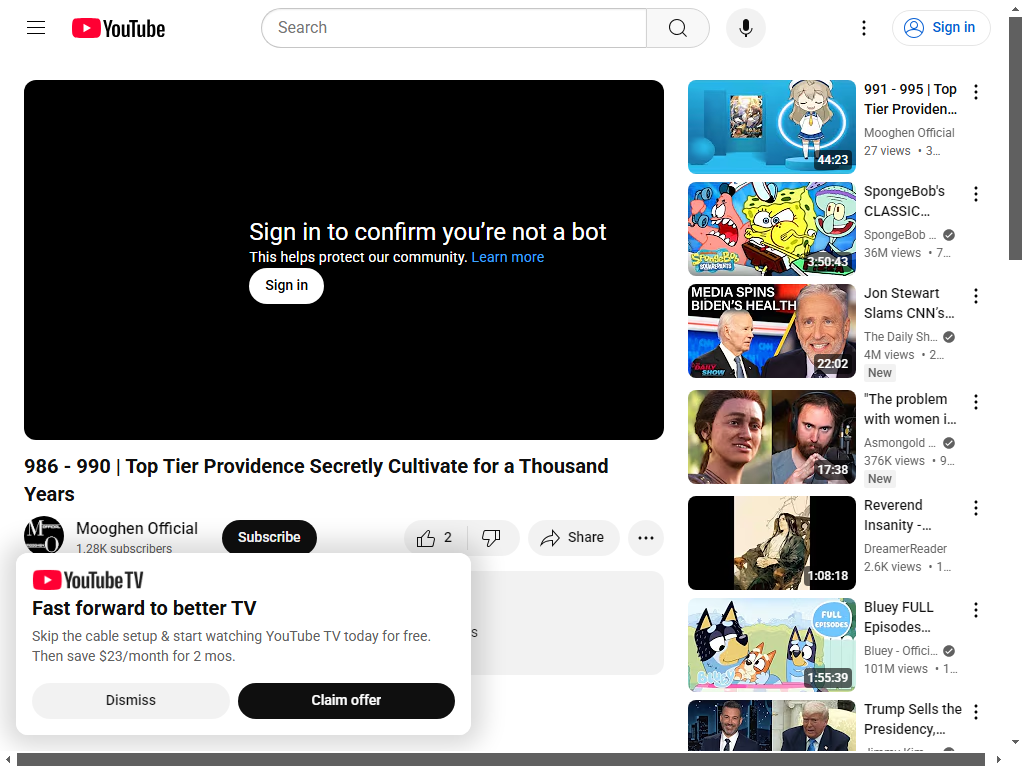 YouTube
Search
Sign in
Sign in to confirm you're not a bot
This helps protect our community. Learn more
Sign in
986 - 990 | Top Tier Providence Secretly Cultivate for a Thousand
Years
Mooghen Official
1.28K subscribers
Subscribe
2
Share
YouTube TV
Fast forward to better TV
Skip the cable setup & start watching YouTube TV today for free.
Then save $23/month for 2 mos.
Dismiss
Claim offer
44:23
991 - 995 | Top
Tier Providen...
Mooghen Official
27 views • 3...
3:50:43
SpongeBob's
CLASSIC...
SpongeBob ...
36M views • 7...
MEDIA SPINS
BIDEN'S HEALTH
THE DAILY SHOW
22:02
Jon Stewart
Slams CNN's...
The Daily Sh...
4M views • 2...
New
17:38
"The problem
with women i...
Asmongold ...
376K views • 9...
New
1:08:18
Reverend
Insanity -...
DreamerReader
2.6K views • 1...
FULL
EPISODES
Bluey
1:55:39
Bluey FULL
Episodes...
Bluey - Offici...
101M views • 1...
Trump Sells the
Presidency,...